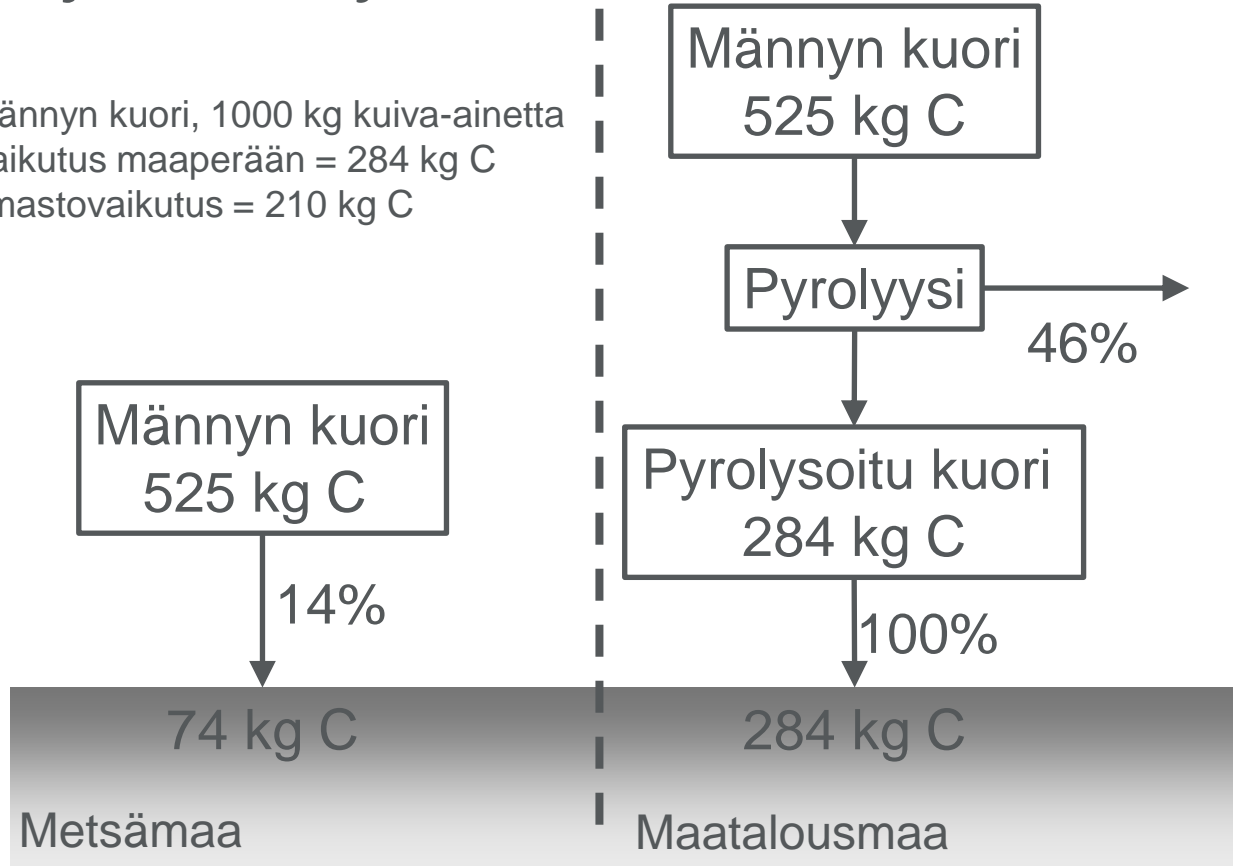 ännyn kuori, 1000 kg kuiva-ainetta
aikutus maaperään = 284 kg C
mastovaikutus = 210 kg C
Männyn kuori
525 kg C
14%
74 kg C
Metsämaa
Männyn kuori
525 kg C
Pyrolyysi
46%
Pyrolysoitu kuori
284 kg C
100%
284 kg C
Maatalousmaa